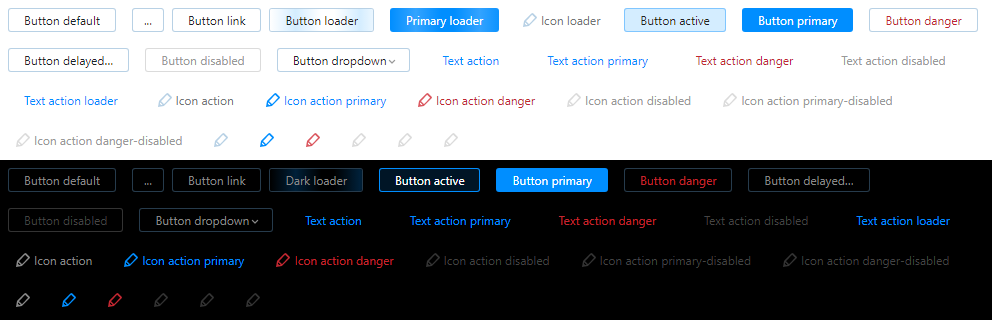 Button default ... Button link Button loader Primary loader Icon loader Button active Button primary Button danger
Button delayed... Button disabled Button dropdown Text action Text action primary Text action danger Text action disabled
Text action loader Icon action Icon action primary Icon action danger Icon action disabled Icon action primary-disabled
Icon action danger-disabled
Button default ... Button link Dark loader Button active Button primary Button danger Button delayed...
Button disabled Button dropdown Text action Text action primary Text action danger Text action disabled Text action loader
Icon action Icon action primary Icon action danger Icon action disabled Icon action primary-disabled Icon action danger-disabled